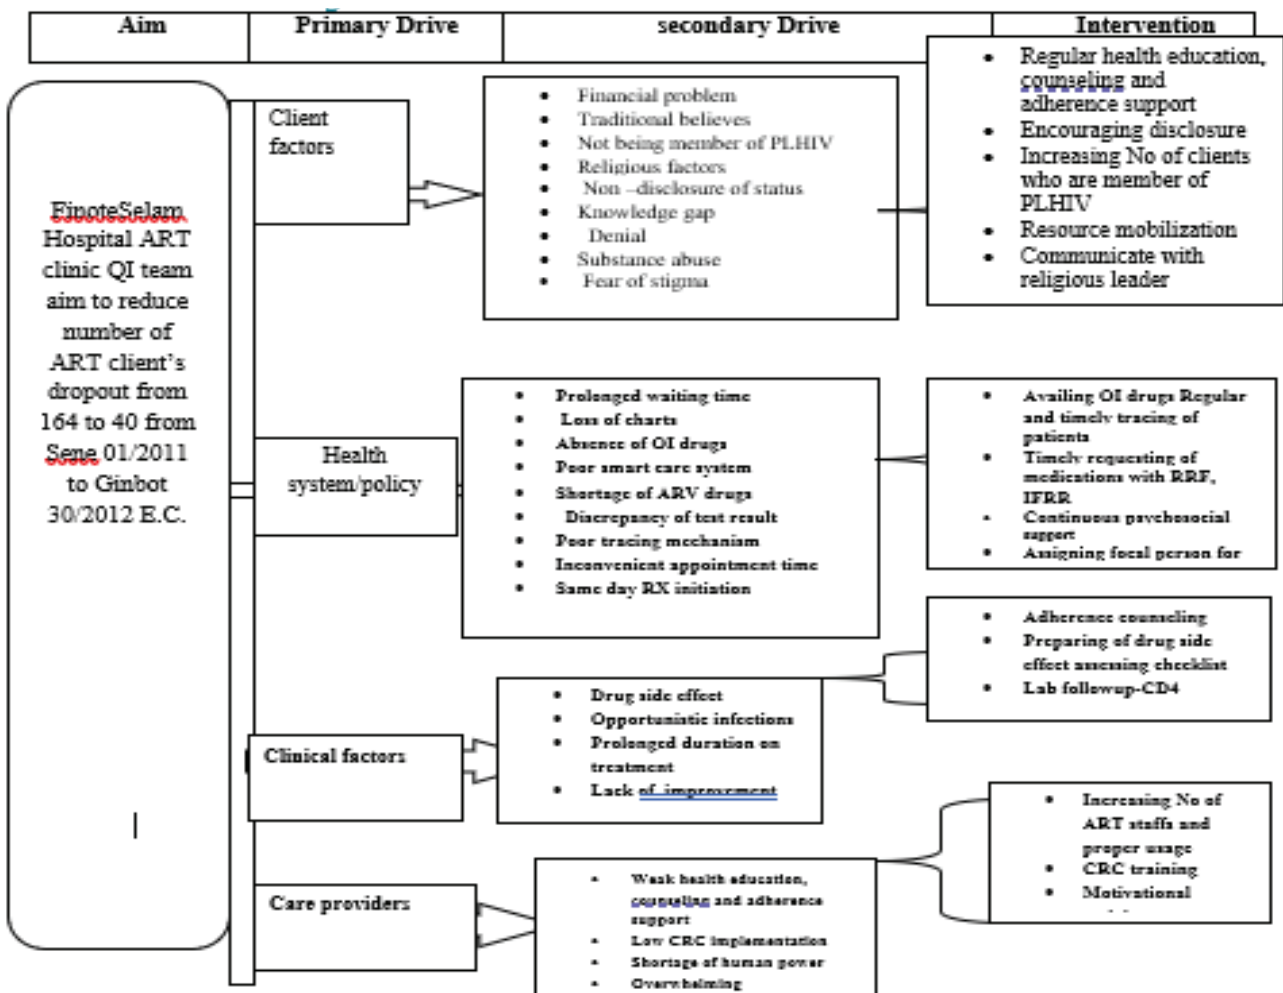 Aim
Primary Drive
secondary Drive
Intervention
FinoteSelam
Hospital ART
clinic QI team
aim to reduce
number of
ART client's
dropout from
164 to 40 from
Sene 01/2011
to Ginbot
30/2012 E.C.
Client
factors
Financial problem
Traditional believes
Not being member of PLHIV
Religious factors
Non –disclosure of status
Knowledge gap
Denial
Substance abuse
Fear of stigma
Regular health education,
counseling and
adherence support
Encouraging disclosure
Increasing No of clients
who are member of
PLHIV
Resource mobilization
Communicate with
religious leader
Health
system/policy
Prolonged waiting time
Loss of charts
Absence of OI drugs
Poor smart care system
Shortage of ARV drugs
Discrepancy of test result
Poor tracing mechanism
Inconvenient appointment time
Same day RX initiation
Availing OI drugs Regular
and timely tracing of
patients
Timely requesting of
medications with RRF,
IFRR
Continuous psychosocial
support
Assigning focal person for
Clinical factors
Drug side effect
Opportunistic infections
Prolonged duration on
treatment
Lack of improvement
Adherence counseling
Preparing of drug side
effect assessing checklist
Lab followup-CD4
Care providers
Weak health education,
counseling and adherence
support
Low CRC implementation
Shortage of human power
Overwhelming
Increasing No of
ART staffs and
proper usage
CRC training
Motivational